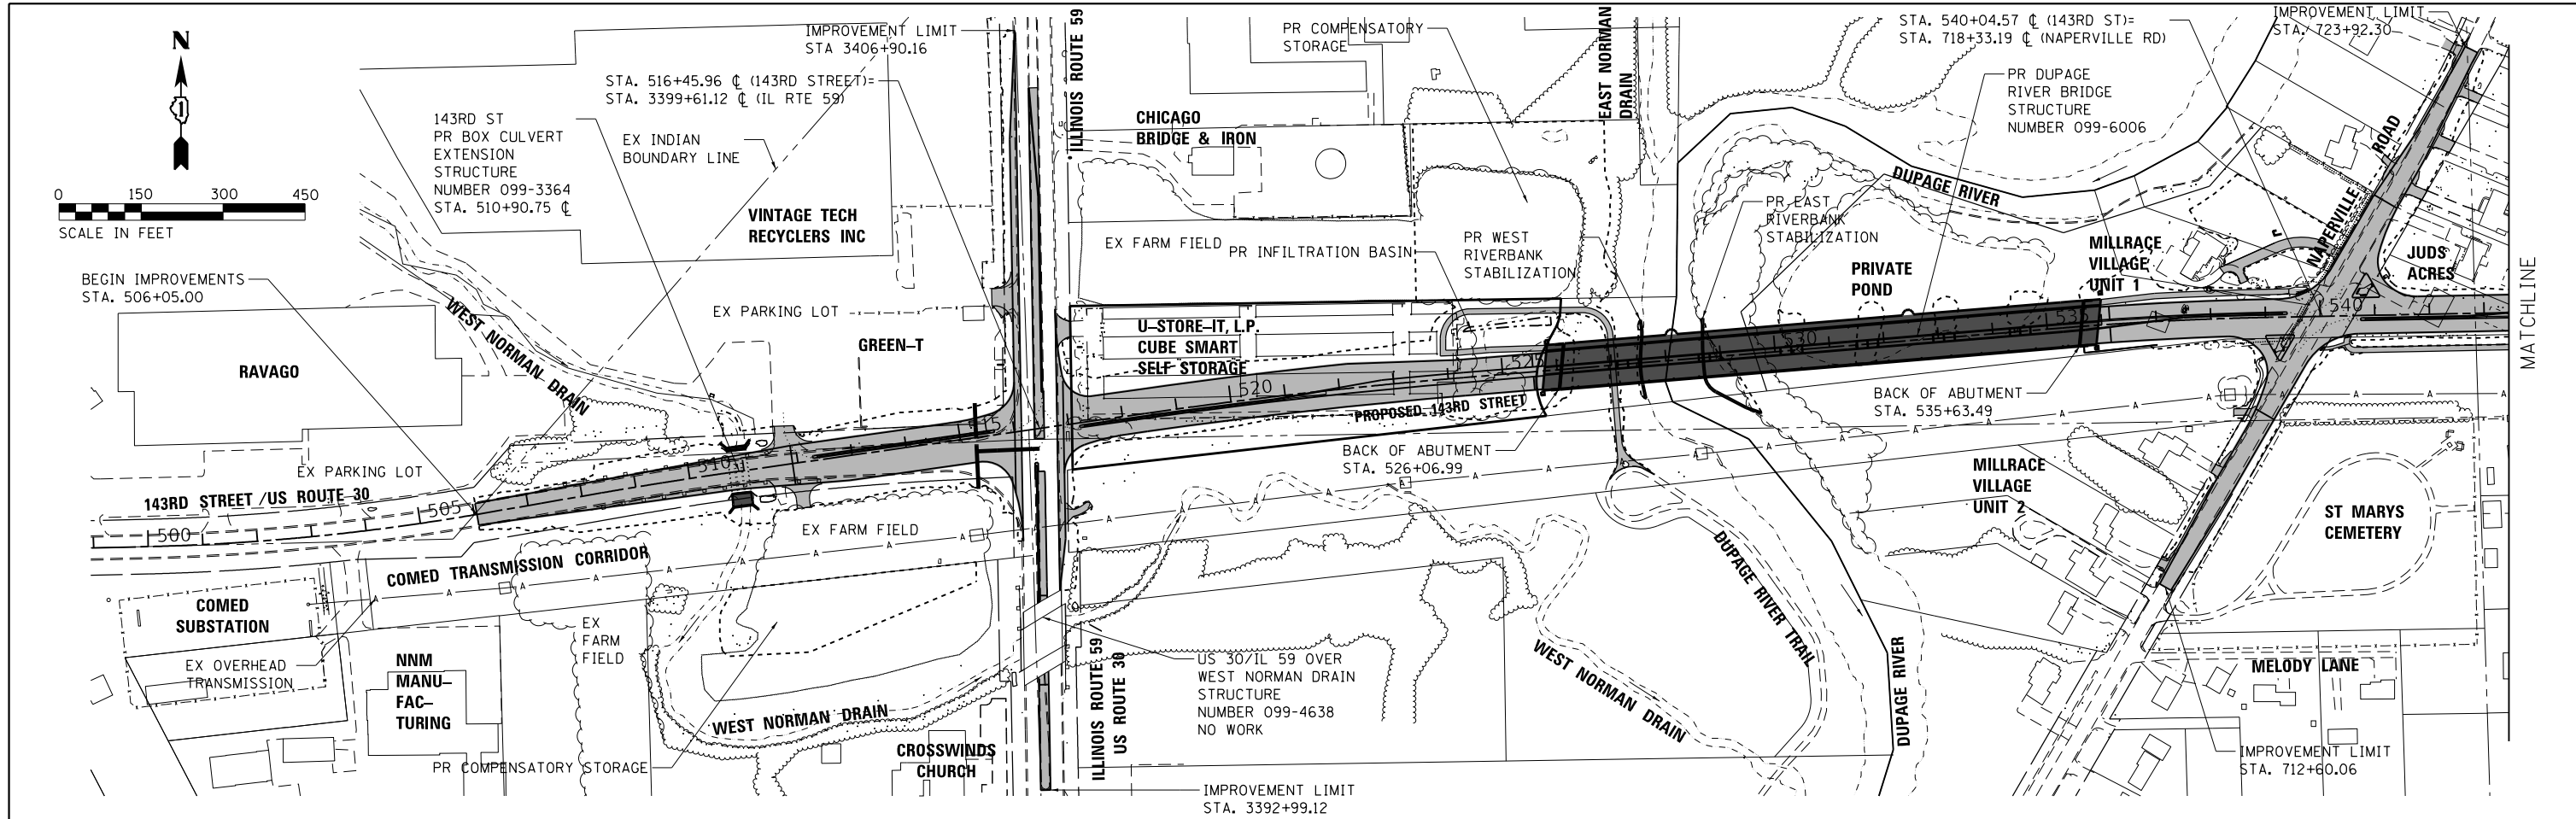 N
0 150 300 450
SCALE IN FEET
IMPROVEMENT LIMIT
STA 3406+90.16
STA. 516+45.96 ℄ (143RD STREET)=
STA. 3399+61.12 ℄ (IL RTE 59)
143RD ST
PR BOX CULVERT
EXTENSION
STRUCTURE
NUMBER 099-3364
STA. 510+90.75 ℄
EX INDIAN
BOUNDARY LINE
VINTAGE TECH
RECYCLERS INC
BEGIN IMPROVEMENTS
STA. 506+05.00
WEST NORMAN DRAIN
RAVAGO
EX PARKING LOT
GREEN-T
EX PARKING LOT
143RD STREET /US ROUTE 30
500
505
510
515
EX FARM FIELD
COMED TRANSMISSION CORRIDOR
COMED
SUBSTATION
EX OVERHEAD
TRANSMISSION
NNM
MANU-
FAC-
TURING
EX
FARM
FIELD
WEST NORMAN DRAIN
PR COMPENSATORY STORAGE
CROSSWINDS
CHURCH
ILLINOIS ROUTE 59
ILLINOIS ROUTE 59
US ROUTE 30
US 30/IL 59 OVER
WEST NORMAN DRAIN
STRUCTURE
NUMBER 099-4638
NO WORK
IMPROVEMENT LIMIT
STA. 3392+99.12
CHICAGO
BRIDGE & IRON
PR COMPENSATORY
STORAGE
EAST NORMAN
DRAIN
EX FARM FIELD
PR INFILTRATION BASIN
PR WEST
RIVERBANK
STABILIZATION
PR EAST
RIVERBANK
STABILIZATION
U-STORE-IT, L.P.
CUBE SMART
SELF STORAGE
520
525
530
535
540
PROPOSED 143RD STREET
BACK OF ABUTMENT
STA. 526+06.99
DUPAGE RIVER
PRIVATE
POND
PR DUPAGE
RIVER BRIDGE
STRUCTURE
NUMBER 099-6006
STA. 540+04.57 ℄ (143RD ST)=
STA. 718+33.19 ℄ (NAPERVILLE RD)
IMPROVEMENT LIMIT
STA. 723+92.30
MILLRACE
VILLAGE
UNIT 1
NAPERVILLE ROAD
JUDS
ACRES
MATCHLINE
BACK OF ABUTMENT
STA. 535+63.49
MILLRACE
VILLAGE
UNIT 2
ST MARYS
CEMETERY
DUPAGE RIVER TRAIL
WEST NORMAN DRAIN
DUPAGE RIVER
MELODY LANE
IMPROVEMENT LIMIT
STA. 712+60.06